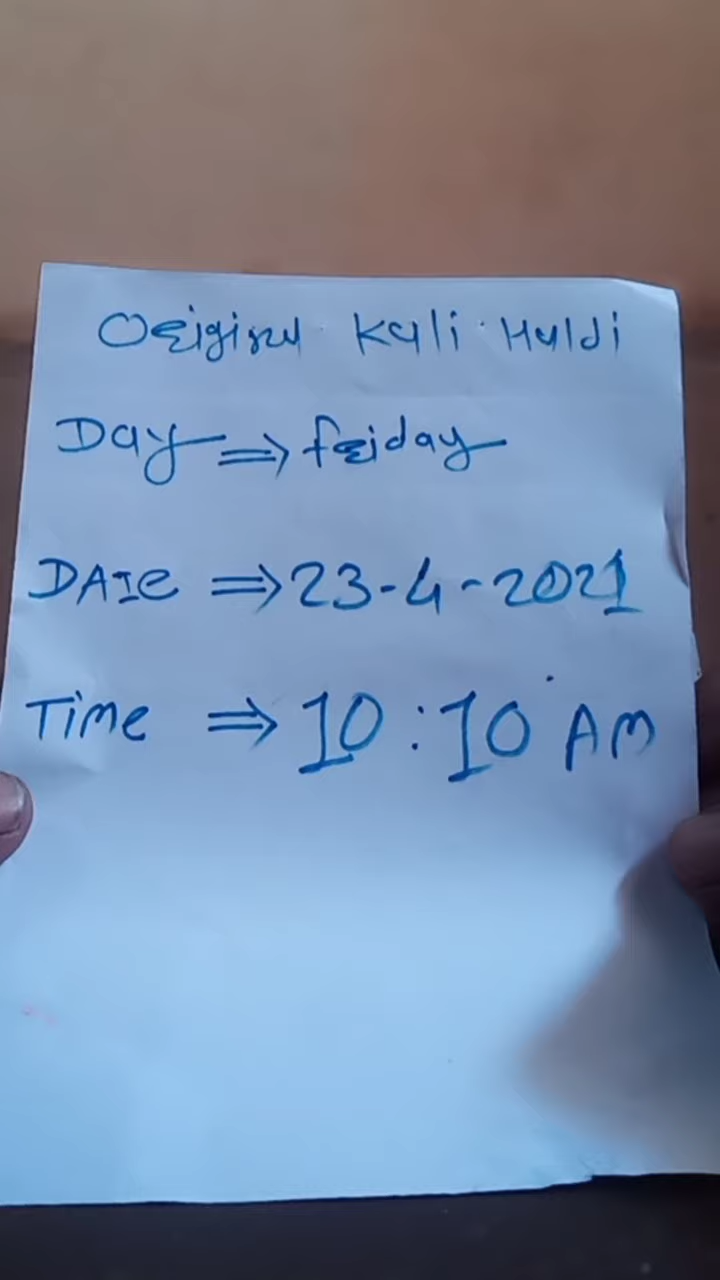 Original Kali Haldi
Day ⇒ friday
DATe ⇒ 23-4-2021
Time ⇒ 10:10 AM